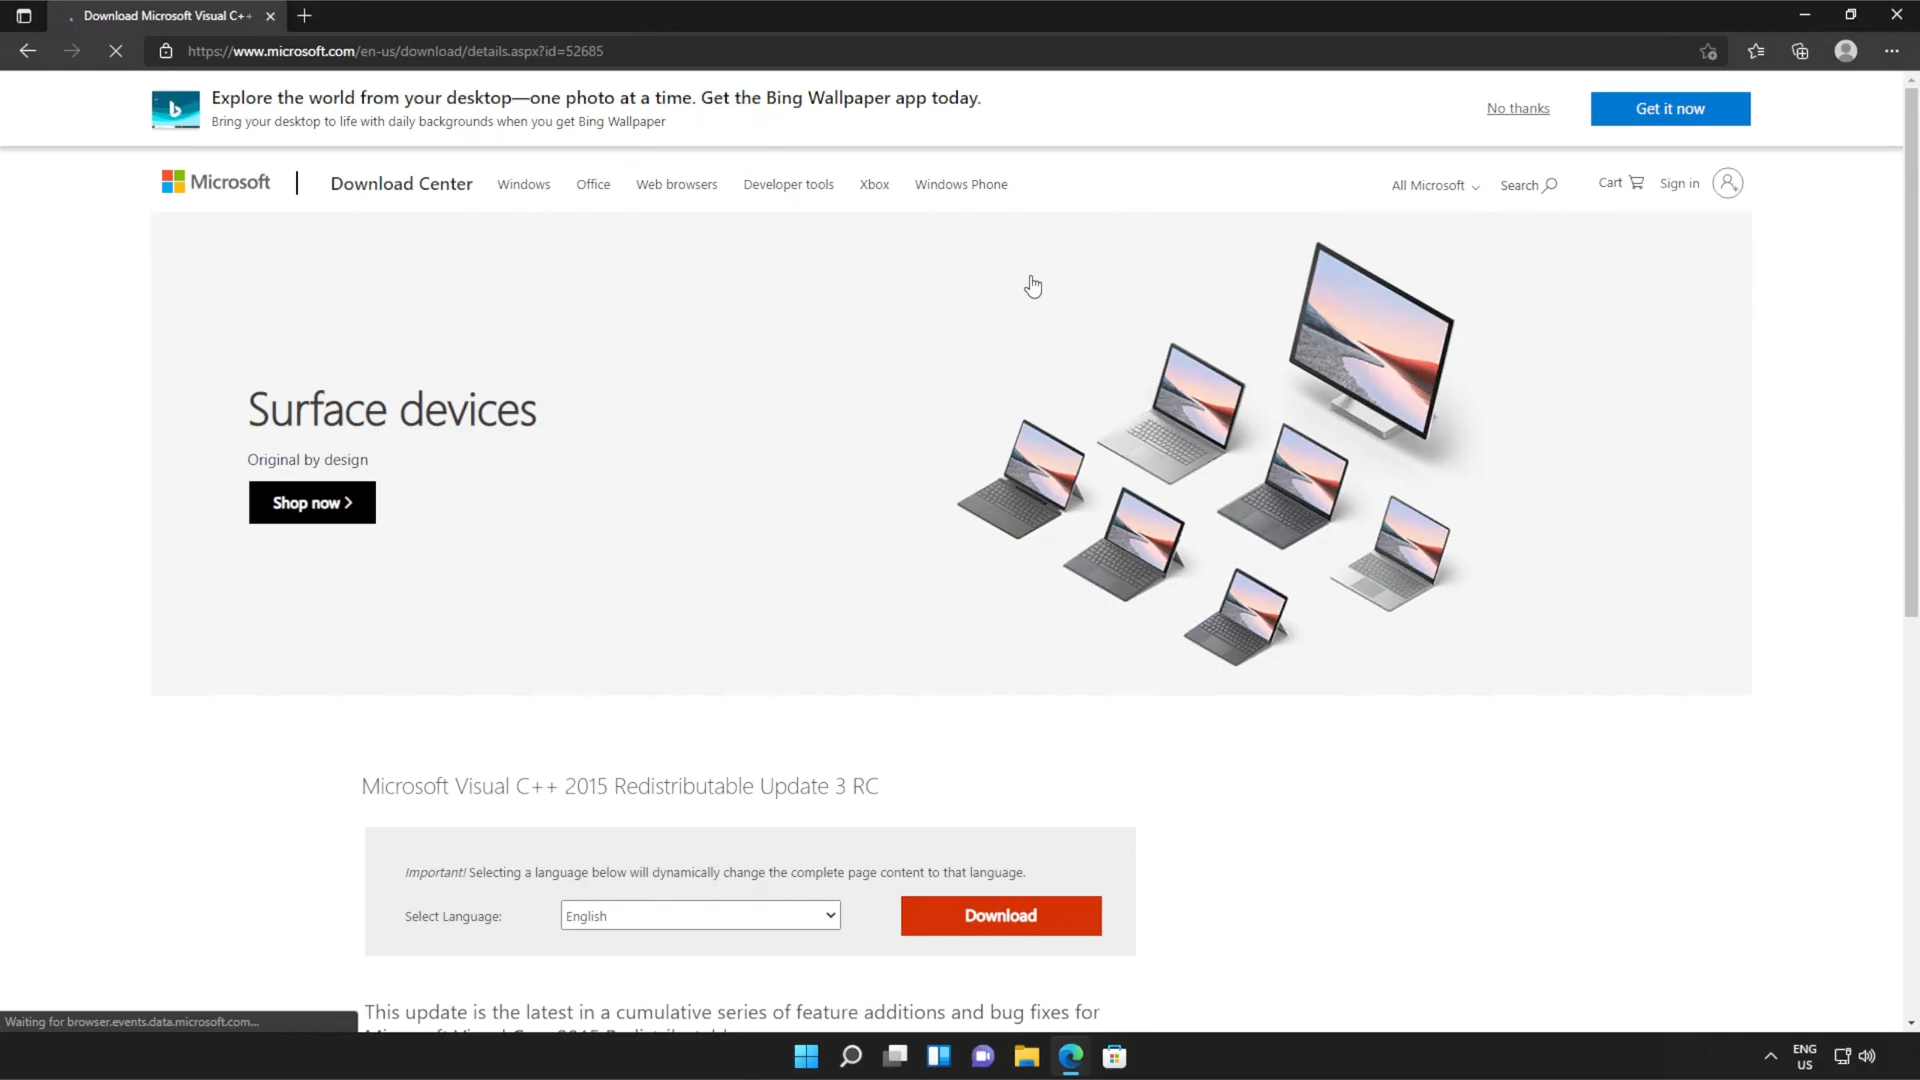 Download Microsoft Visual C++
https://www.microsoft.com/en-us/download/details.aspx?id=52685
Explore the world from your desktop—one photo at a time. Get the Bing Wallpaper app today.
Bring your desktop to life with daily backgrounds when you get Bing Wallpaper
No thanks
Get it now
Microsoft
Download Center
Windows
Office
Web browsers
Developer tools
Xbox
Windows Phone
All Microsoft
Search
Cart
Sign in
Surface devices
Original by design
Shop now >
Microsoft Visual C++ 2015 Redistributable Update 3 RC
Important! Selecting a language below will dynamically change the complete page content to that language.
Select Language:
English
Download
This update is the latest in a cumulative series of feature additions and bug fixes for
Waiting for browser.events.data.microsoft.com...
ENG
US